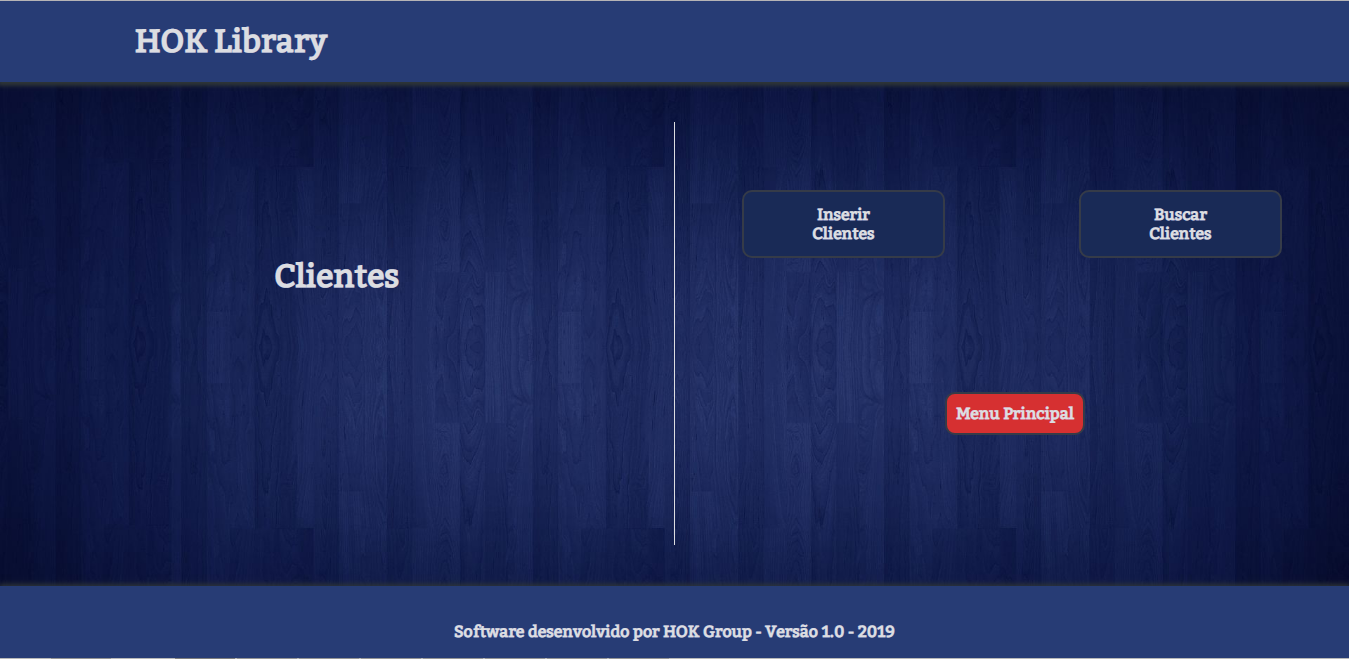 HOK Library
Clientes
Inserir
Clientes
Buscar
Clientes
Menu Principal
Software desenvolvido por HOK Group - Versão 1.0 - 2019